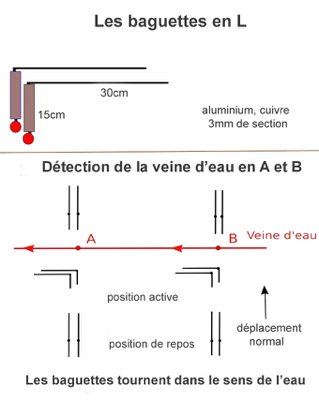 Les baguettes en L
30cm
15cm
aluminium, cuivre
3mm de section
Détection de la veine d'eau en A et B
A
B
Veine d'eau
position active
déplacement
normal
position de repos
Les baguettes tournent dans le sens de l'eau